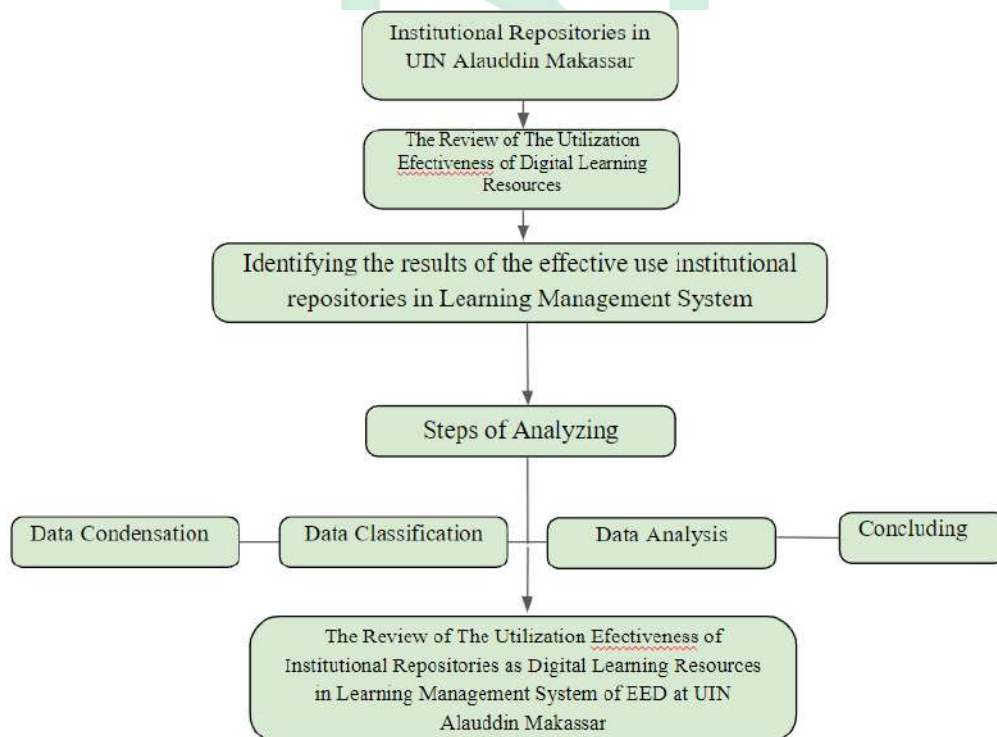 Institutional Repositories in
UIN Alauddin Makassar
The Review of The Utilization
Efectiveness of Digital Learning
Resources
Identifying the results of the effective use institutional
repositories in Learning Management System
Steps of Analyzing
Data Condensation
Data Classification
Data Analysis
Concluding
The Review of The Utilization Efectiveness of
Institutional Repositories as Digital Learning Resources
in Learning Management System of EED at UIN
Alauddin Makassar